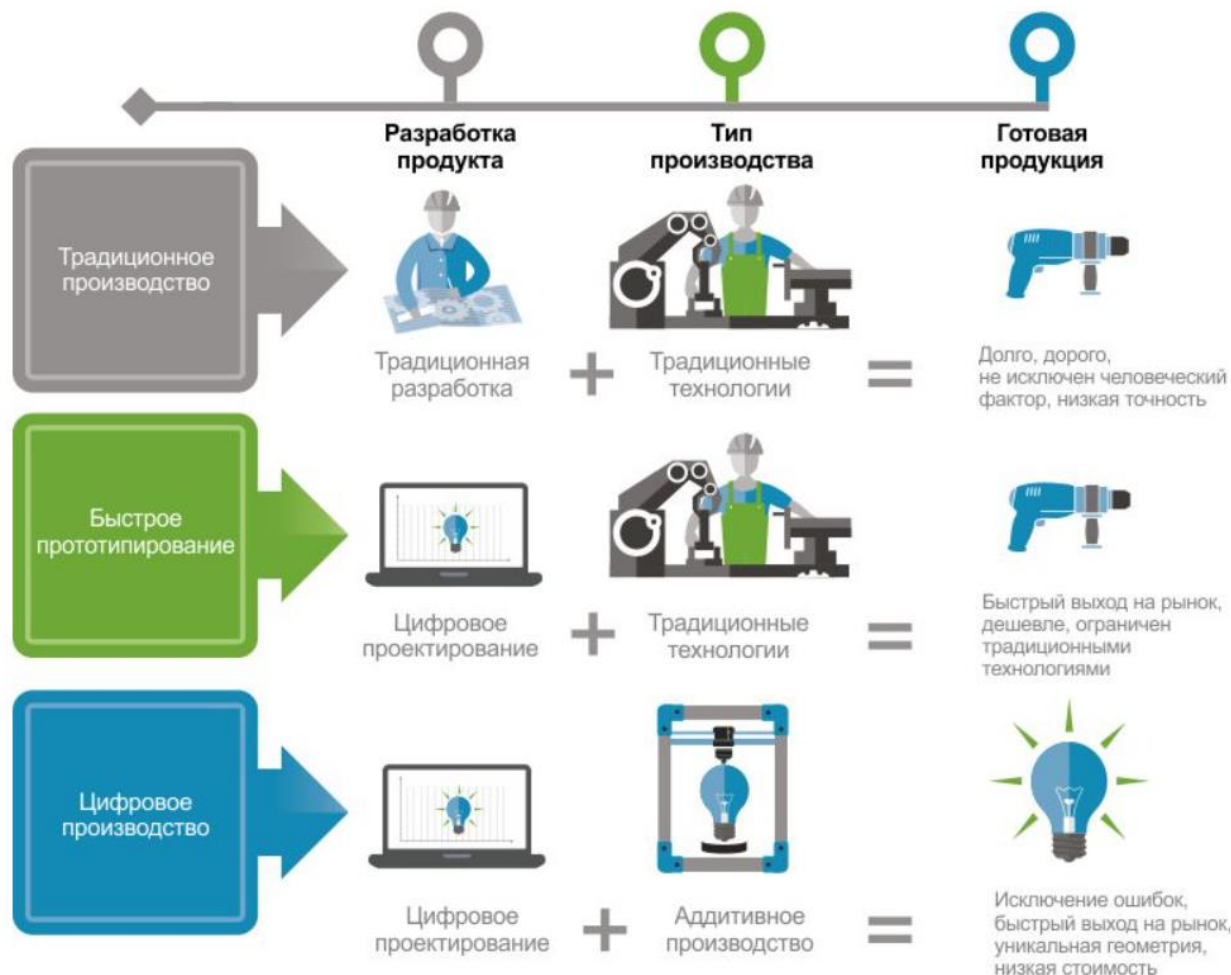 Разработка
продукта
Тип
производства
Готовая
продукция
Традиционное
производство
Традиционная
разработка
+
Традиционные
технологии
=
Долго, дорого,
не исключен человеческий
фактор, низкая точность
Быстрое
прототипирование
Цифровое
проектирование
+
Традиционные
технологии
=
Быстрый выход на рынок,
дешевле, ограничен
традиционными
технологиями
Цифровое
производство
Цифровое
проектирование
+
Аддитивное
производство
=
Исключение ошибок,
быстрый выход на рынок,
уникальная геометрия,
низкая стоимость